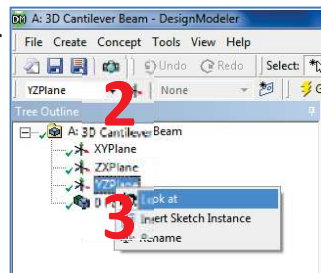 A: 3D Cantilever Beam - DesignModeler
File Create Concept Tools View Help
Undo Redo Select:
YZPlane None
2
Tree Outline
A: 3D Cantilever Beam
XYPlane
ZXPlane
YZPlane
3
Look at
Insert Sketch Instance
Rename